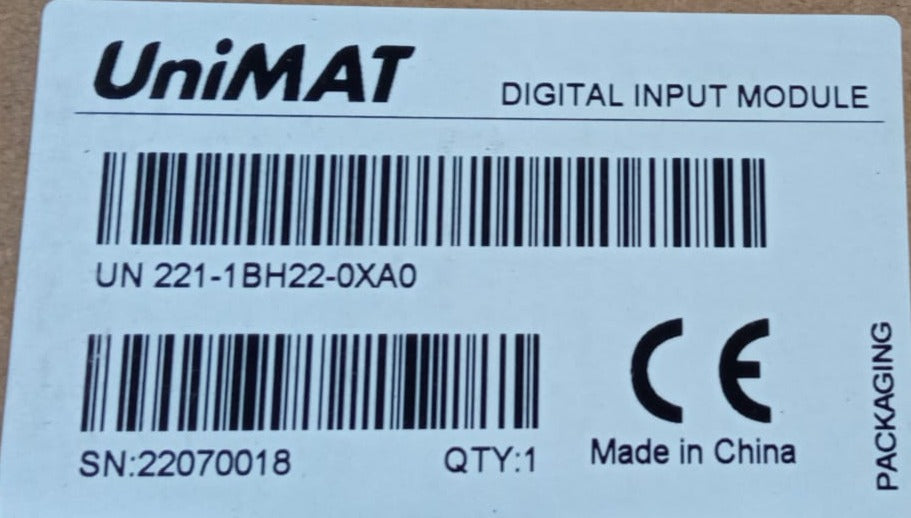 UniMAT
DIGITAL INPUT MODULE
UN 221-1BH22-0XA0
SN:22070018
QTY:1
CE
Made in China
PACKAGING